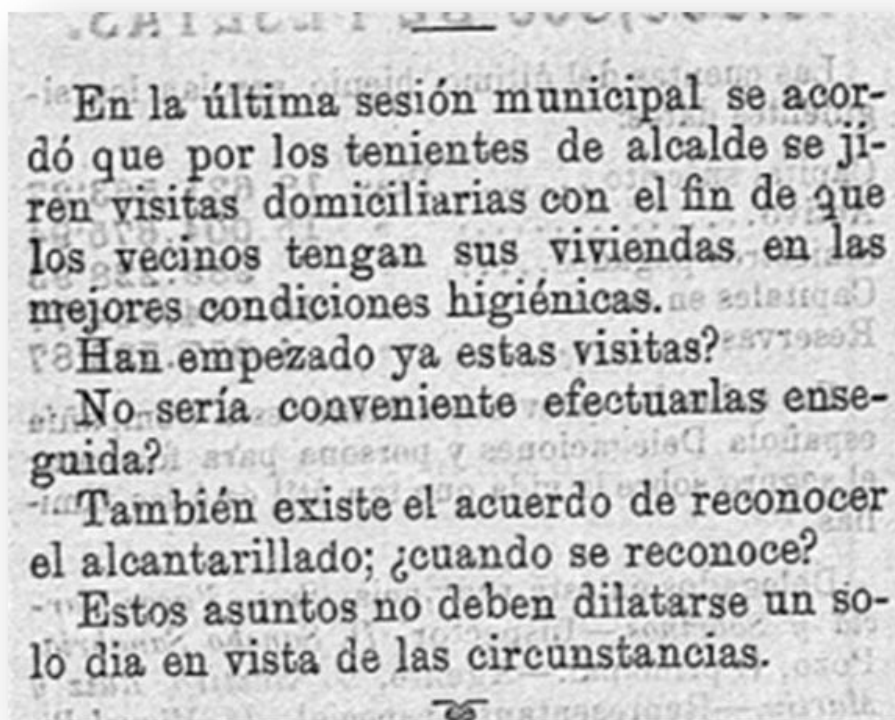 En la última sesión municipal se acor-
dó que por los tenientes de alcalde se ji-
ren visitas domiciliarias con el fin de que
los vecinos tengan sus viviendas en las
mejores condiciones higiénicas.
Han empezado ya estas visitas?
No sería conveniente efectuarlas ense-
guida?
También existe el acuerdo de reconocer
el alcantarillado; ¿cuando se reconoce?
Estos asuntos no deben dilatarse un so-
lo dia en vista de las circunstancias.